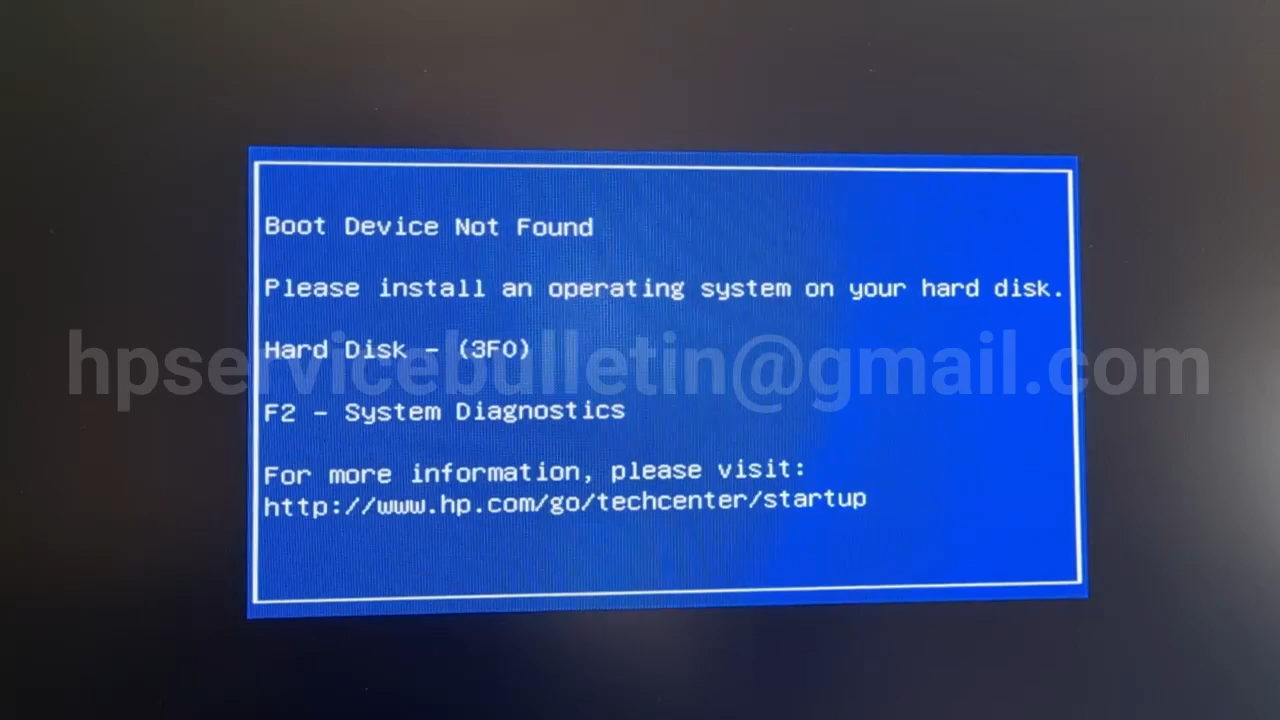 Boot Device Not Found
Please install an operating system on your hard disk.
Hard Disk - (3F0)
hpservicebulletin@gmail.com
F2 - System Diagnostics
For more information, please visit:
http://www.hp.com/go/techcenter/startup